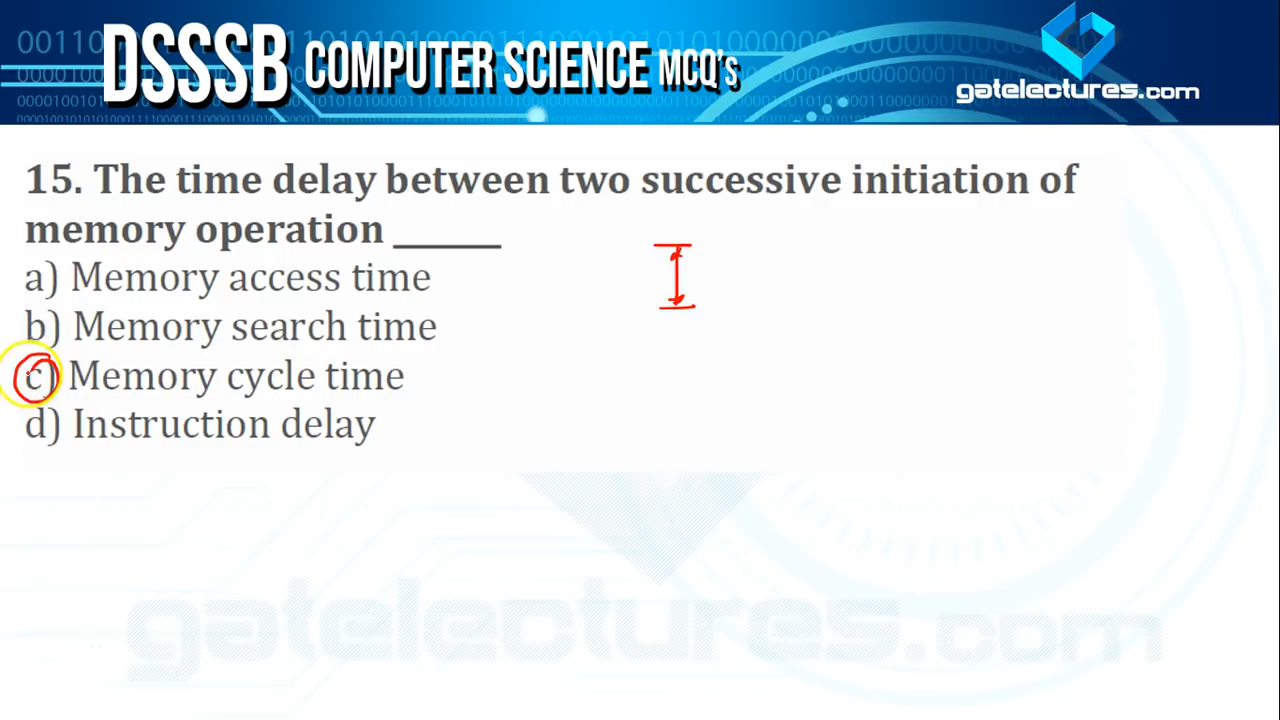 DSSSB COMPUTER SCIENCE MCQ's
gatelectures.com
15. The time delay between two successive initiation of
memory operation ______
a) Memory access time
b) Memory search time
c) Memory cycle time
d) Instruction delay
gatelectures.com